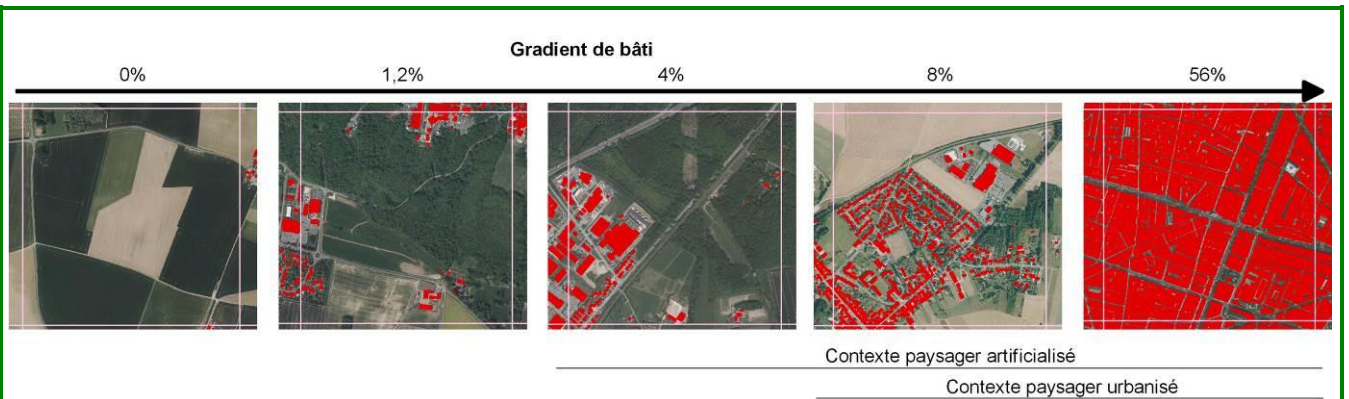 Gradient de bâti
0% 1,2% 4% 8% 56%
Contexte paysager artificialisé
Contexte paysager urbanisé